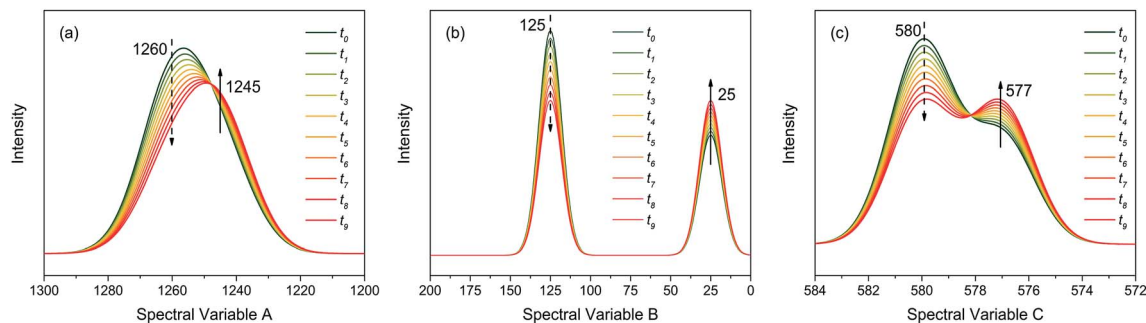 (a)
1260
1245
t0
t1
t2
t3
t4
t5
t6
t7
t8
t9
Intensity
1300 1280 1260 1240 1220 1200
Spectral Variable A
(b)
125
25
t0
t1
t2
t3
t4
t5
t6
t7
t8
t9
Intensity
200 175 150 125 100 75 50 25 0
Spectral Variable B
(c)
580
577
t0
t1
t2
t3
t4
t5
t6
t7
t8
t9
Intensity
584 582 580 578 576 574 572
Spectral Variable C